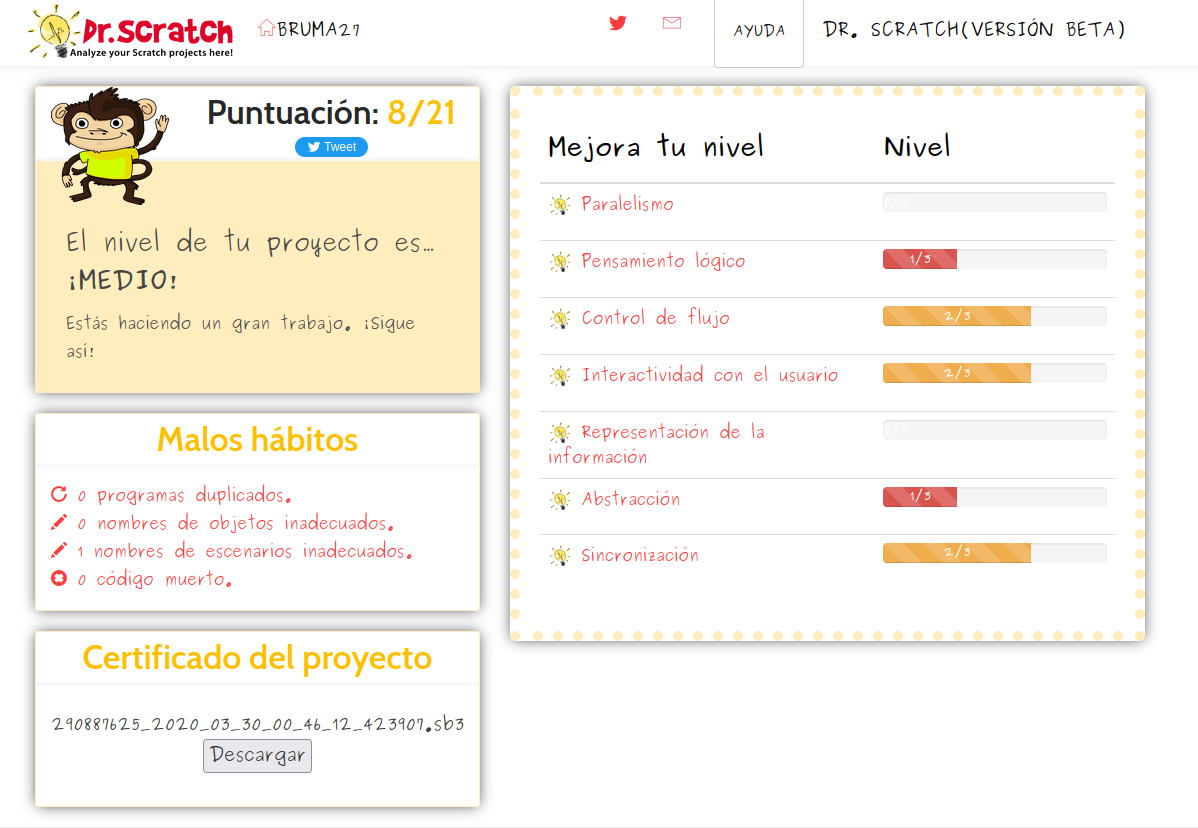 Dr.Scratch
Analyze your Scratch projects here!
BRUMA27
AYUDA
DR. SCRATCH(VERSIÓN BETA)
Puntuación: 8/21
Tweet
El nivel de tu proyecto es...
¡MEDIO!
Estás haciendo un gran trabajo. ¡Sigue
así!
Malos hábitos
0 programas duplicados.
0 nombres de objetos inadecuados.
1 nombres de escenarios inadecuados.
0 código muerto.
Certificado del proyecto
290887625_2020_03_30_00_46_12_423907.sb3
Descargar
Mejora tu nivel Nivel
Paralelismo 0/3
Pensamiento lógico 1/3
Control de flujo 2/3
Interactividad con el usuario 2/3
Representación de la 0/3
información
Abstracción 1/3
Sincronización 2/3